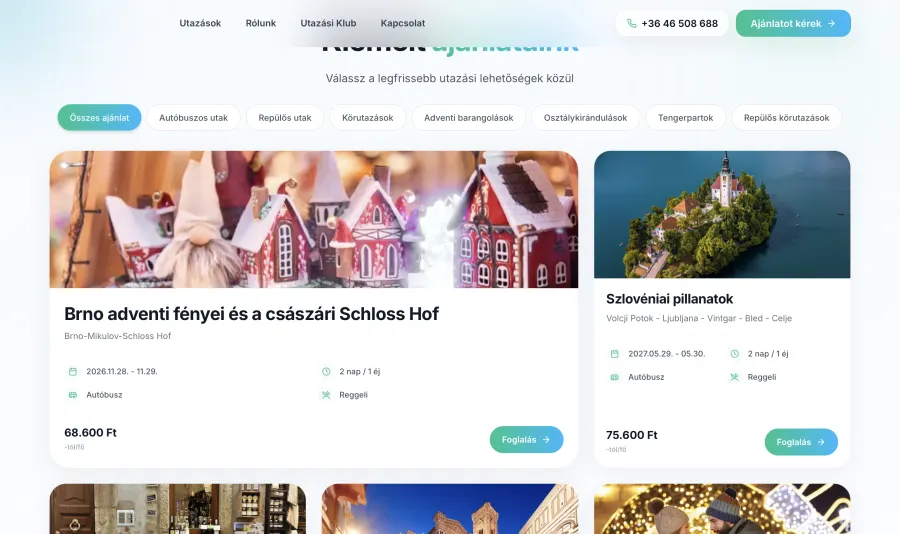 Utazások Rólunk Utazási Klub Kapcsolat +36 46 508 688 Ajánlatot kérek
Kiemelt ajánlataink
Válassz a legfrissebb utazási lehetőségek közül
Összes ajánlat Autóbuszos utak Repülős utak Körutazások Adventi barangolások Osztálykirándulások Tengerpartok Repülős körutazások
Brno adventi fényei és a császári Schloss Hof
Brno-Mikulov-Schloss Hof
2026.11.28. - 11.29. 2 nap / 1 éj
Autóbusz Reggeli
68.600 Ft
-tól/fő
Foglalás
Szlovéniai pillanatok
Volcji Potok - Ljubljana - Vintgar - Bled - Celje
2027.05.29. - 05.30. 2 nap / 1 éj
Autóbusz Reggeli
75.600 Ft
-tól/fő
Foglalás